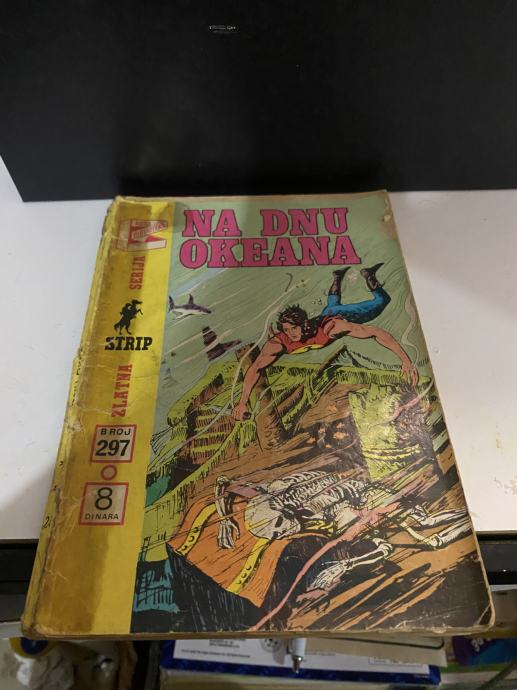 NA DNU
OKEANA
ZLATNA SERIJA
STRIP
BROJ
297
8
DINARA